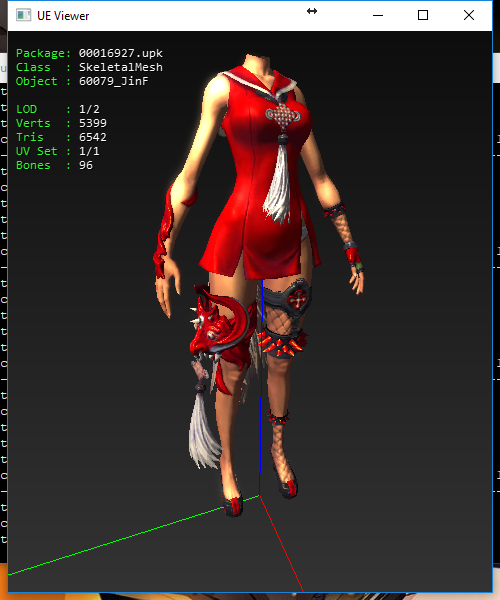 UE Viewer
Package: 00016927.upk
Class : SkeletalMesh
Object : 60079_JinF
LOD : 1/2
Verts : 5399
Tris : 6542
UV Set : 1/1
Bones : 96